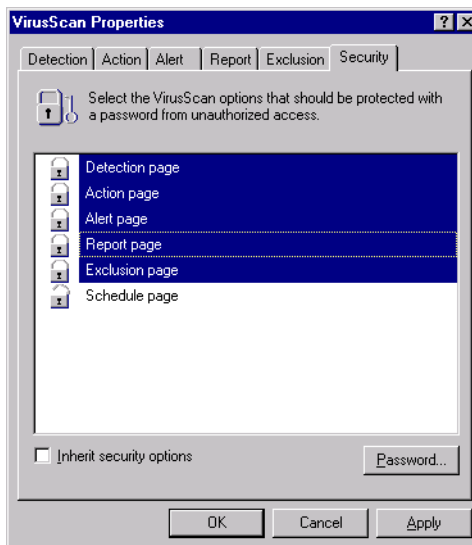 VirusScan Properties
Detection Action Alert Report Exclusion Security
Select the VirusScan options that should be protected with
a password from unauthorized access.
Detection page
Action page
Alert page
Report page
Exclusion page
Schedule page
Inherit security options
Password...
OK Cancel Apply